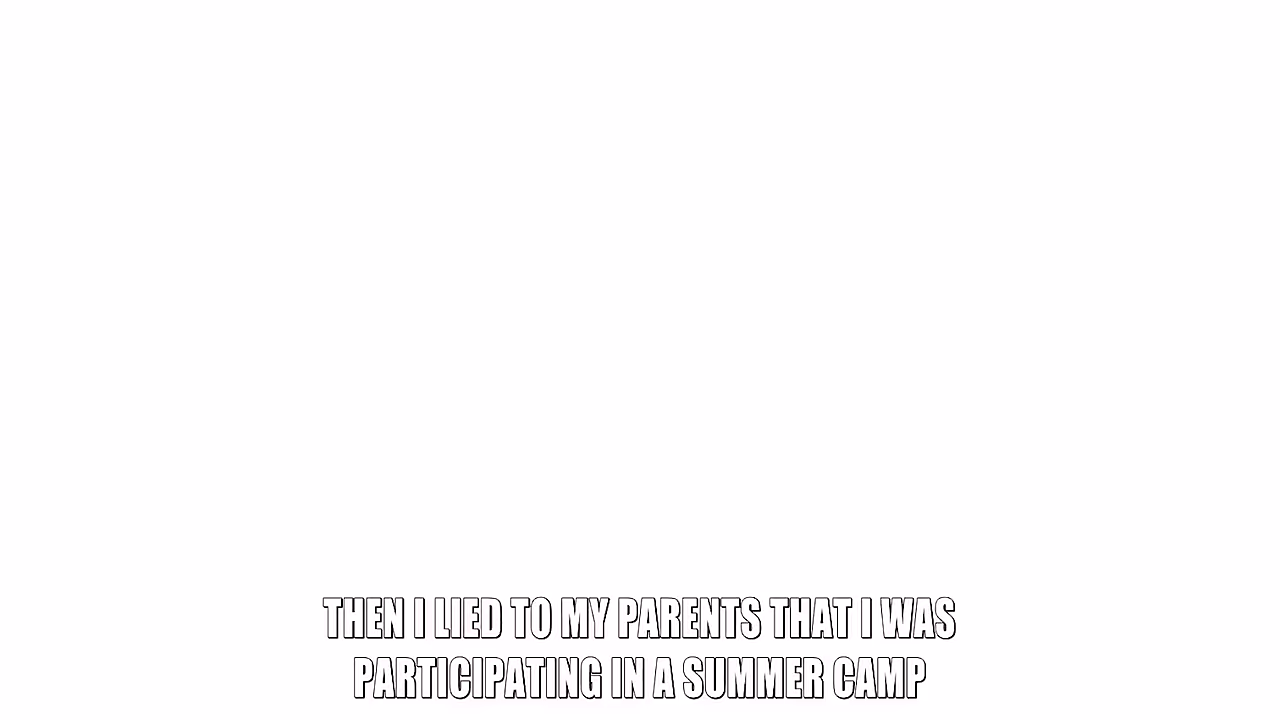 THEN I LIED TO MY PARENTS THAT I WAS
PARTICIPATING IN A SUMMER CAMP